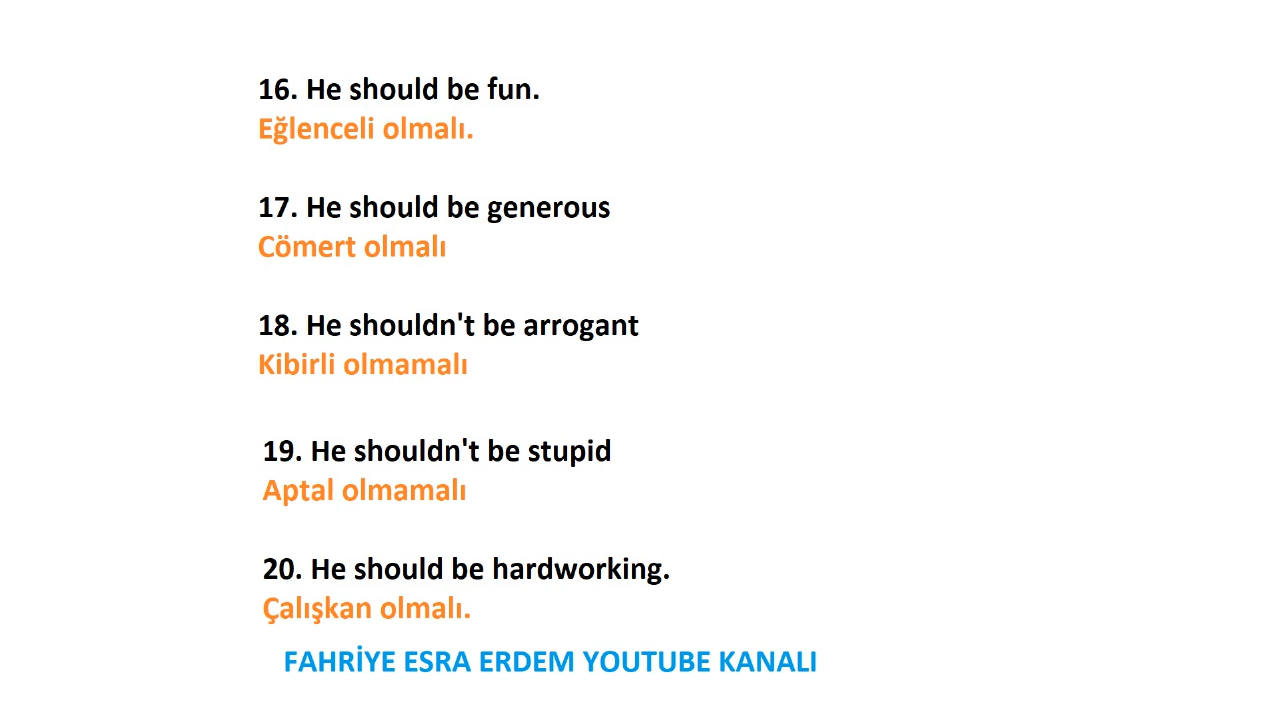 16. He should be fun.
Eğlenceli olmalı.
17. He should be generous
Cömert olmalı
18. He shouldn't be arrogant
Kibirli olmamalı
19. He shouldn't be stupid
Aptal olmamalı
20. He should be hardworking.
Çalışkan olmalı.
FAHRİYE ESRA ERDEM YOUTUBE KANALI